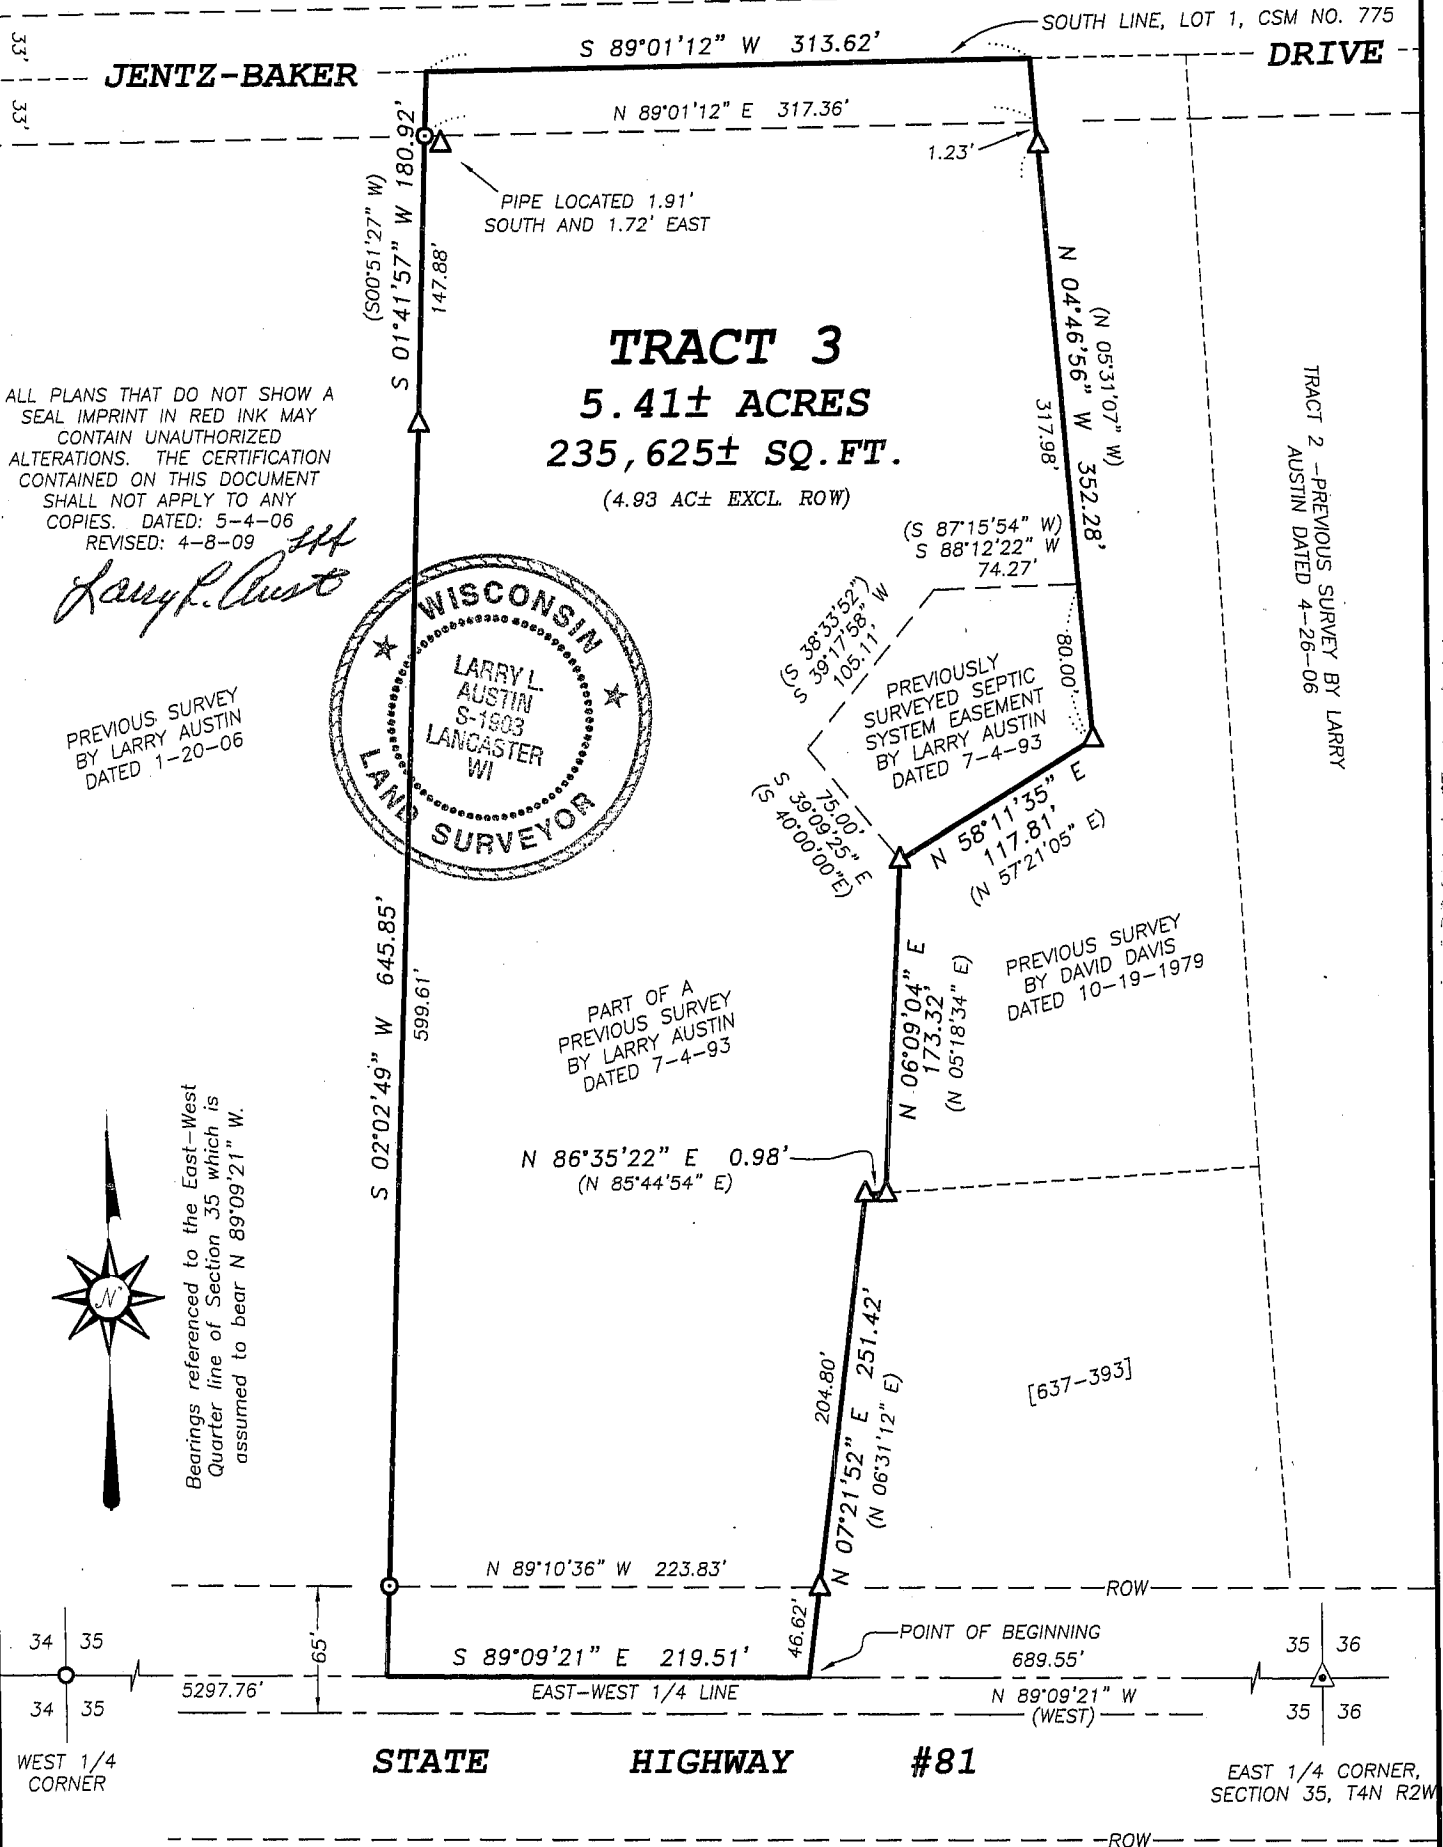 SOUTH LINE, LOT 1, CSM NO. 775
33'
S 89°01'12" W 313.62'
JENTZ-BAKER
DRIVE
33'
N 89°01'12" E 317.36'
1.23'
PIPE LOCATED 1.91'
SOUTH AND 1.72' EAST
(S00°51'27" W)
S 01°41'57" W 180.92'
147.88'
TRACT 3
5.41± ACRES
235,625± SQ.FT.
(4.93 AC± EXCL. ROW)
N 04°46'56" W 352.28'
(N 05°31'07" W)
317.98'
TRACT 2 -PREVIOUS SURVEY BY LARRY
AUSTIN DATED 4-26-06
ALL PLANS THAT DO NOT SHOW A
SEAL IMPRINT IN RED INK MAY
CONTAIN UNAUTHORIZED
ALTERATIONS. THE CERTIFICATION
CONTAINED ON THIS DOCUMENT
SHALL NOT APPLY TO ANY
COPIES. DATED: 5-4-06
REVISED: 4-8-09
Larry L. Aust
WISCONSIN
LARRY L.
AUSTIN
S-1903
LANCASTER
WI
LAND SURVEYOR
(S 87°15'54" W)
S 88°12'22" W
74.27'
(S 38°33'52")
S 39°17'58" W
105.11'
80.00'
PREVIOUSLY
SURVEYED SEPTIC
SYSTEM EASEMENT
BY LARRY AUSTIN
DATED 7-4-93
PREVIOUS SURVEY
BY LARRY AUSTIN
DATED 1-20-06
75.00'
S 39°09'25" E
(S 40°00'00"E)
N 58°11'35" E
117.81'
(N 57°21'05" E)
S 02°02'49" W 645.85'
599.61'
PART OF A
PREVIOUS SURVEY
BY LARRY AUSTIN
DATED 7-4-93
N 06°09'04" E
173.32'
(N 05°18'34" E)
PREVIOUS SURVEY
BY DAVID DAVIS
DATED 10-19-1979
N 86°35'22" E 0.98'
(N 85°44'54" E)
N
Bearings referenced to the East-West
Quarter line of Section 35 which is
assumed to bear N 89°09'21" W.
204.80'
N 07°21'52" E 251.42'
(N 06°31'12" E)
[637-393]
N 89°10'36" W 223.83'
ROW
65'
46.62'
POINT OF BEGINNING
34 35
34 35
S 89°09'21" E 219.51'
689.55'
35 36
35 36
5297.76'
EAST-WEST 1/4 LINE
N 89°09'21" W
(WEST)
WEST 1/4
CORNER
STATE HIGHWAY #81
EAST 1/4 CORNER,
SECTION 35, T4N R2W
ROW